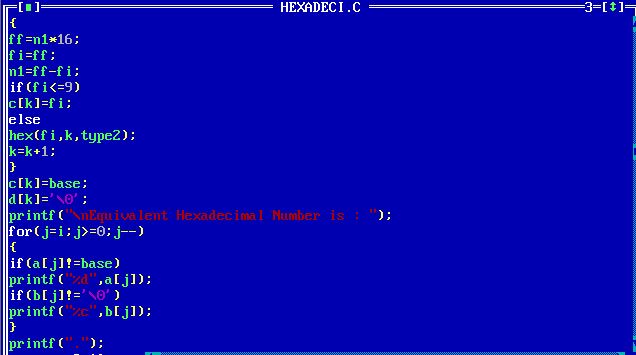 HEXADECI.C 3
{
ff=n1*16;
fi=ff;
n1=ff-fi;
if(fi<=9)
c[k]=fi;
else
hex(fi,k,type2);
k=k+1;
}
c[k]=base;
d[k]='\0';
printf("\nEquivalent Hexadecimal Number is : ");
for(j=i;j>=0;j--)
{
if(a[j]!=base)
printf("%d",a[j]);
if(b[j]!='\0')
printf("%c",b[j]);
}
printf(".");